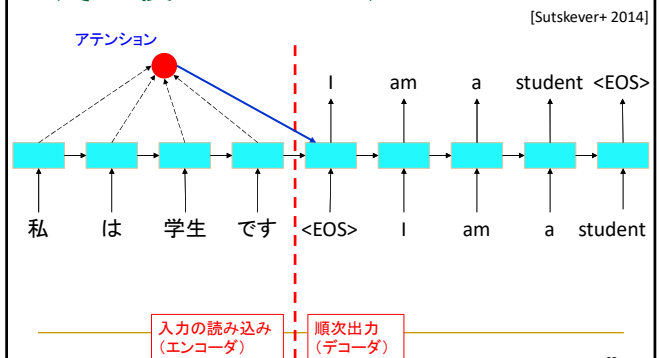 [Sutskever+ 2014]
アテンション
I am a student <EOS>
私 は 学生 です <EOS> I am a student
入力の読み込み
（エンコーダ）
順次出力
（デコーダ）